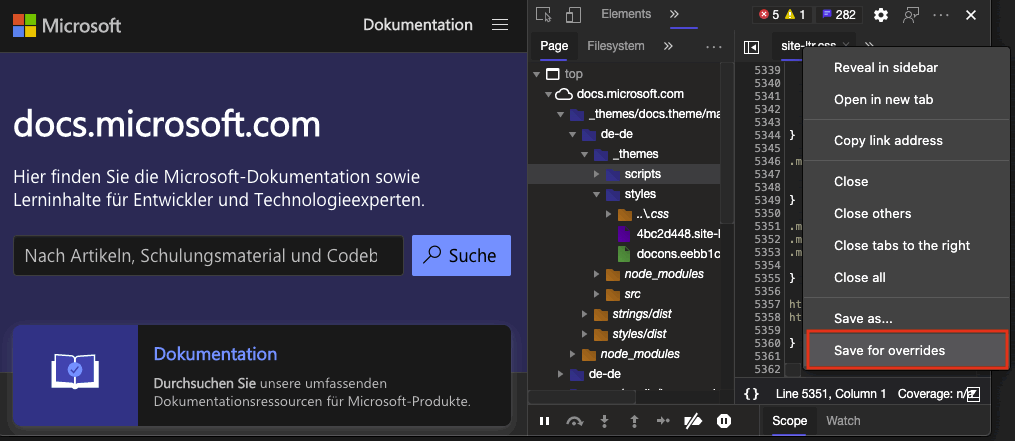 Microsoft
Dokumentation
docs.microsoft.com
Hier finden Sie die Microsoft-Dokumentation sowie
Lerninhalte für Entwickler und Technologieexperten.
Nach Artikeln, Schulungsmaterial und Codeb
Suche
Dokumentation
Durchsuchen Sie unsere umfassenden
Dokumentationsressourcen für Microsoft-Produkte.
Elements
5
1
282
Page
Filesystem
top
docs.microsoft.com
_themes/docs.theme/ma
de-de
_themes
scripts
styles
..\.css
4bc2d448.site-l
docons.eebb1c
node_modules
src
strings/dist
styles/dist
node_modules
de-de
site-ltr.css
5339
5340
5341
5342
5343
5344 }
5345
5346 .m
5347
5348
5349 }
5350
5351 .m
5352 .m
5353 .m
5354
5355 }
5356
5357 ht
5358 ht
5359
5360 }
5361
5362
Reveal in sidebar
Open in new tab
Copy link address
Close
Close others
Close tabs to the right
Close all
Save as...
Save for overrides
{ } Line 5351, Column 1 Coverage: n/a
Scope
Watch